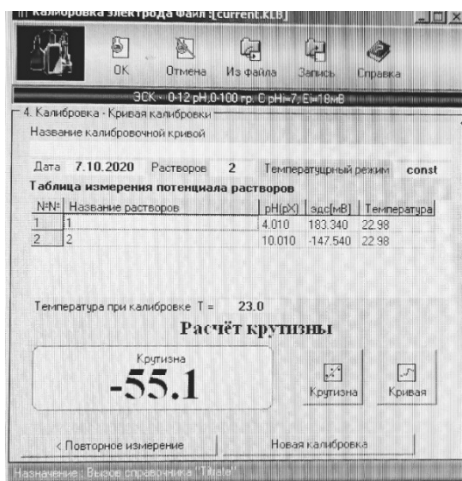 Калибровка электрода Файл :[current.KLB]
ОК Отмена Из файла Запись Справка
ЭСК - 0-12 pH,0-100 гр. С pHi=7, Ei=18мВ
4. Калибровка - Кривая калибровки
Название калибровочной кривой
Дата 7.10.2020 Растворов 2 Температурный режим const
Таблица измерения потенциала растворов
№№ Название растворов pH(pX) эдс[мВ] Температура
1 1 4.010 183.340 22.98
2 2 10.010 -147.540 22.98
Температура при калибровке T = 23.0
Расчёт крутизны
Крутизна
-55.1
Крутизна Кривая
< Повторное измерение Новая калибровка
Назначение : Вызов справочника "Titrate"